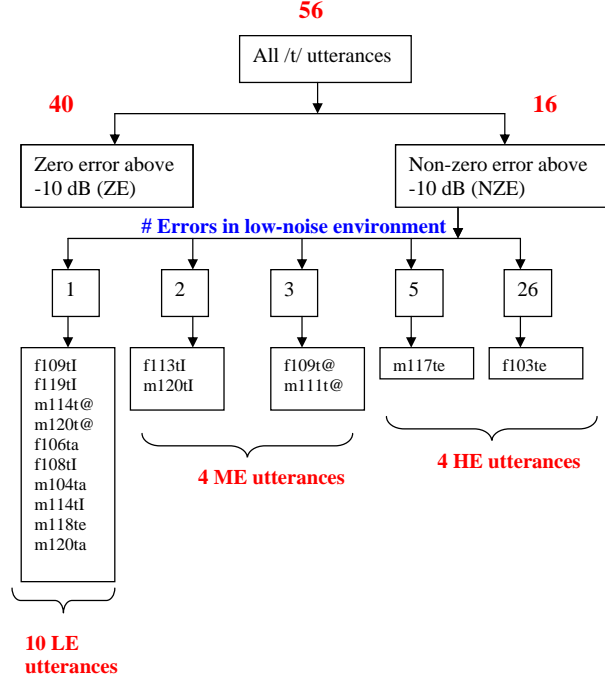 56
All /t/ utterances
40
16
Zero error above
-10 dB (ZE)
Non-zero error above
-10 dB (NZE)
# Errors in low-noise environment
1
2
3
5
26
f109tI
f119tI
m114t@
m120t@
f106ta
f108tI
m104ta
m114tI
m118te
m120ta
f113tI
m120tI
f109t@
m111t@
m117te
f103te
4 ME utterances
4 HE utterances
10 LE
utterances